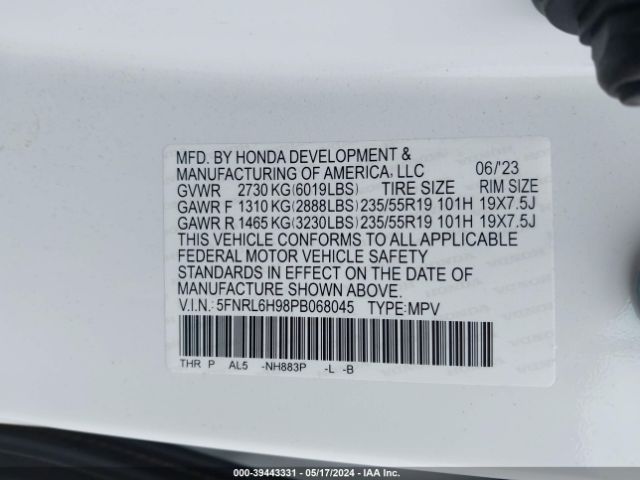 MFD. BY HONDA DEVELOPMENT &
MANUFACTURING OF AMERICA, LLC 06/'23
GVWR 2730 KG(6019LBS) TIRE SIZE RIM SIZE
GAWR F 1310 KG(2888LBS) 235/55R19 101H 19X7.5J
GAWR R 1465 KG(3230LBS) 235/55R19 101H 19X7.5J
THIS VEHICLE CONFORMS TO ALL APPLICABLE
FEDERAL MOTOR VEHICLE SAFETY
STANDARDS IN EFFECT ON THE DATE OF
MANUFACTURE SHOWN ABOVE.
V.I.N.: 5FNRL6H98PB068045 TYPE:MPV
THR P AL5 -NH883P -L -B
000-39443331 - 05/17/2024 - IAA Inc.